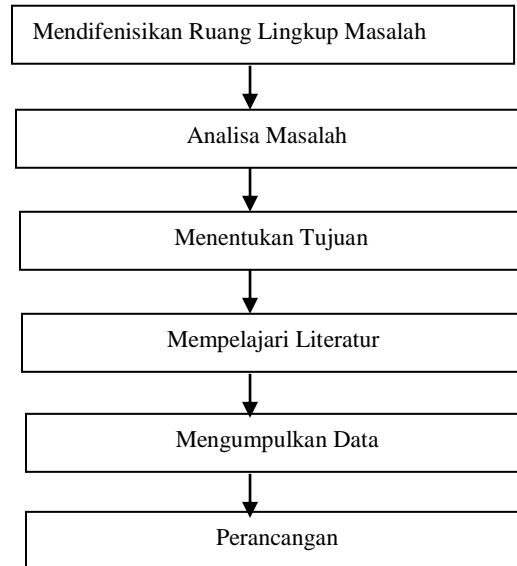 Mendifenisikan Ruang Lingkup Masalah
Analisa Masalah
Menentukan Tujuan
Mempelajari Literatur
Mengumpulkan Data
Perancangan